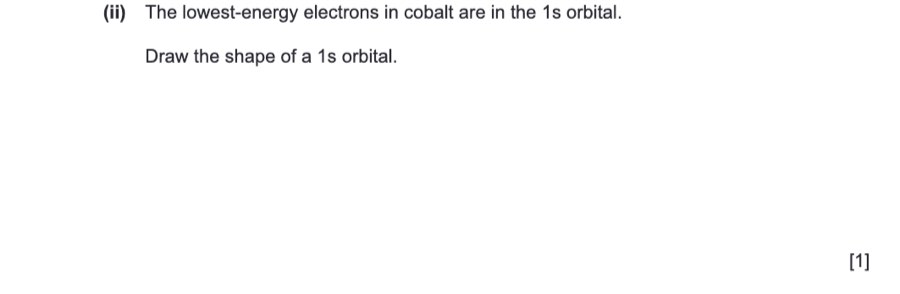 (ii) The lowest-energy electrons in cobalt are in the 1s orbital.
Draw the shape of a 1s orbital.
[1]